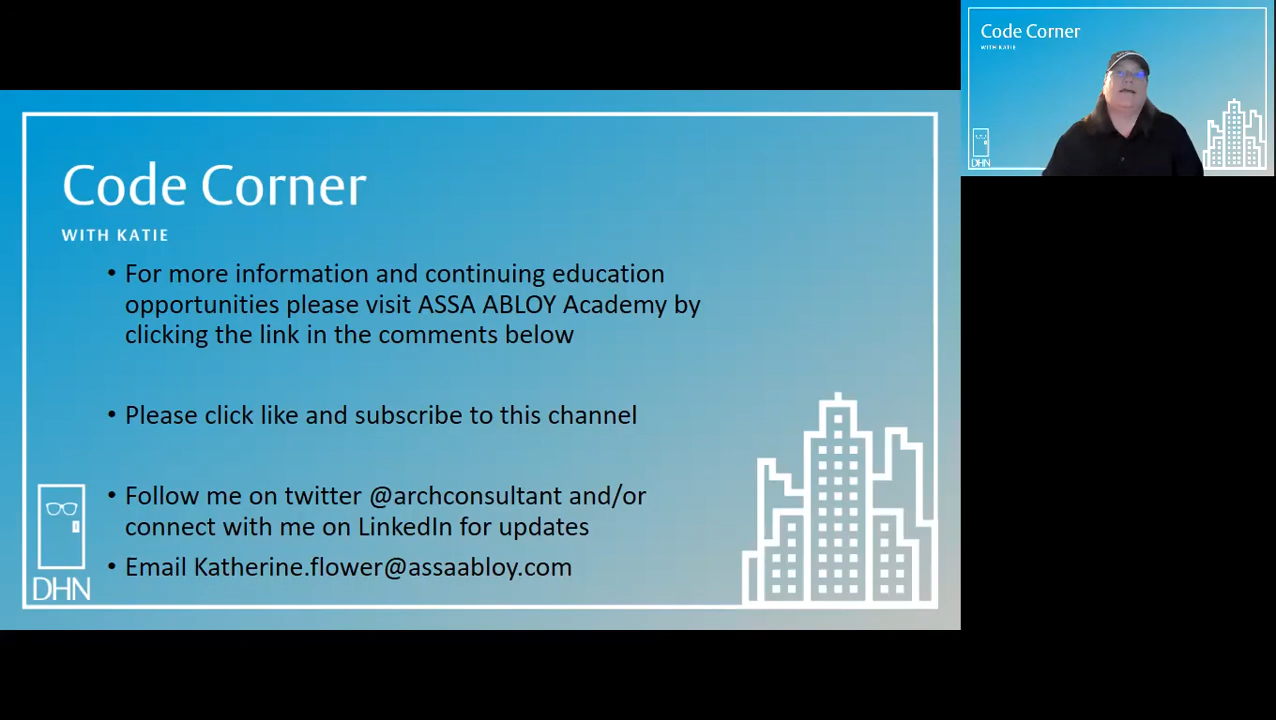 Code Corner
WITH KATIE
• For more information and continuing education
opportunities please visit ASSA ABLOY Academy by
clicking the link in the comments below
• Please click like and subscribe to this channel
• Follow me on twitter @archconsultant and/or
connect with me on LinkedIn for updates
• Email Katherine.flower@assaabloy.com
DHN
Code Corner
WITH KATIE
DHN